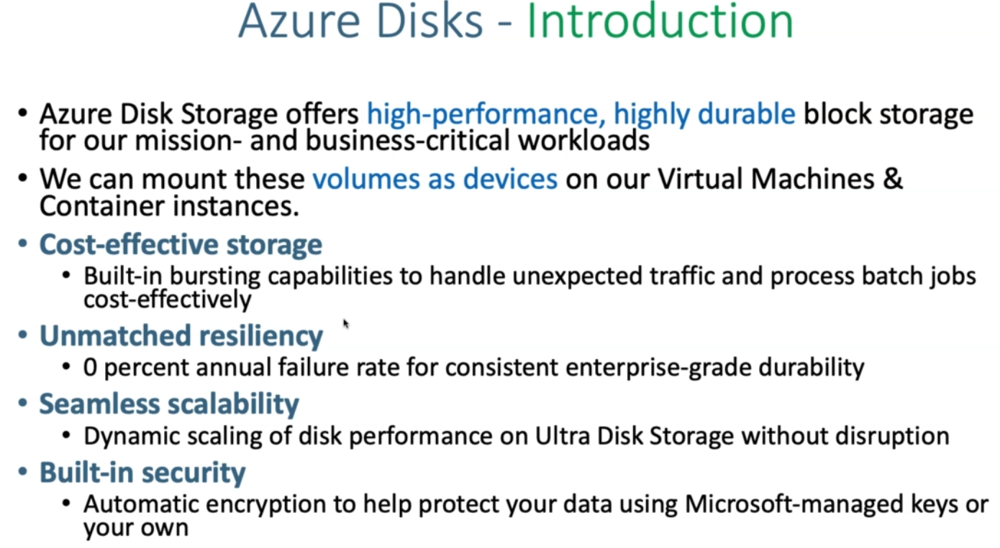 Azure Disks - Introduction
• Azure Disk Storage offers high-performance, highly durable block storage
for our mission- and business-critical workloads
• We can mount these volumes as devices on our Virtual Machines &
Container instances.
• Cost-effective storage
• Built-in bursting capabilities to handle unexpected traffic and process batch jobs
cost-effectively
• Unmatched resiliency
• 0 percent annual failure rate for consistent enterprise-grade durability
• Seamless scalability
• Dynamic scaling of disk performance on Ultra Disk Storage without disruption
• Built-in security
• Automatic encryption to help protect your data using Microsoft-managed keys or
your own